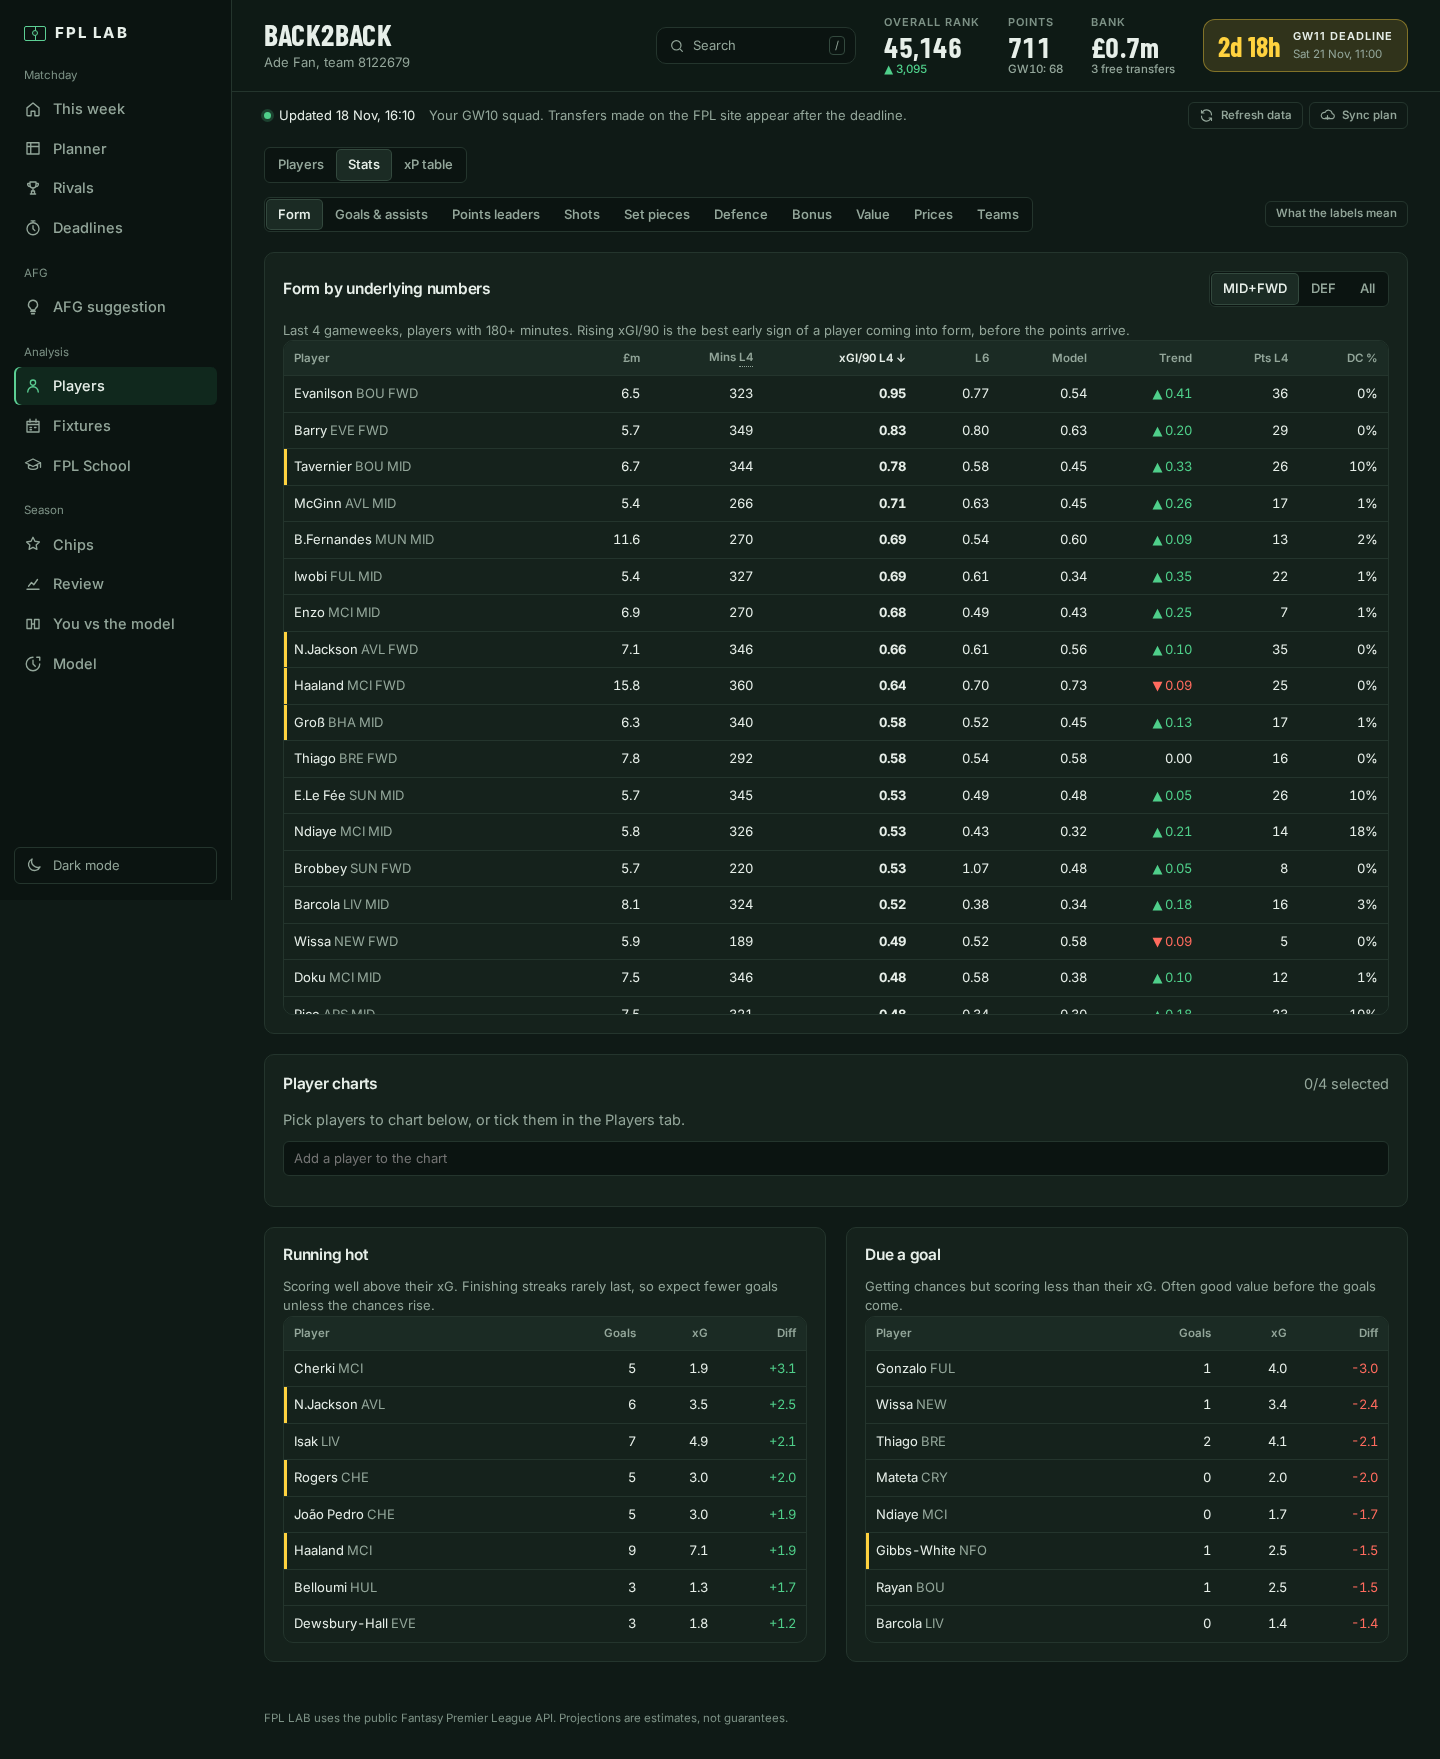 FPL LAB
Matchday
This week
Planner
Rivals
Deadlines
AFG
AFG suggestion
Analysis
Players
Fixtures
FPL School
Season
Chips
Review
You vs the model
Model
Dark mode
BACK2BACK
Ade Fan, team 8122679
Search /
OVERALL RANK
45,146
▲ 3,095
POINTS
711
GW10: 68
BANK
£0.7m
3 free transfers
2d 18h
GW11 DEADLINE
Sat 21 Nov, 11:00
Updated 18 Nov, 16:10 Your GW10 squad. Transfers made on the FPL site appear after the deadline.
Refresh data Sync plan
Players Stats xP table
Form Goals & assists Points leaders Shots Set pieces Defence Bonus Value Prices Teams
What the labels mean
Form by underlying numbers
MID+FWD DEF All
Last 4 gameweeks, players with 180+ minutes. Rising xGI/90 is the best early sign of a player coming into form, before the points arrive.
Player £m Mins L4 xGI/90 L4 ↓ L6 Model Trend Pts L4 DC %
Evanilson BOU FWD 6.5 323 0.95 0.77 0.54 ▲ 0.41 36 0%
Barry EVE FWD 5.7 349 0.83 0.80 0.63 ▲ 0.20 29 0%
Tavernier BOU MID 6.7 344 0.78 0.58 0.45 ▲ 0.33 26 10%
McGinn AVL MID 5.4 266 0.71 0.63 0.45 ▲ 0.26 17 1%
B.Fernandes MUN MID 11.6 270 0.69 0.54 0.60 ▲ 0.09 13 2%
Iwobi FUL MID 5.4 327 0.69 0.61 0.34 ▲ 0.35 22 1%
Enzo MCI MID 6.9 270 0.68 0.49 0.43 ▲ 0.25 7 1%
N.Jackson AVL FWD 7.1 346 0.66 0.61 0.56 ▲ 0.10 35 0%
Haaland MCI FWD 15.8 360 0.64 0.70 0.73 ▼ 0.09 25 0%
Groß BHA MID 6.3 340 0.58 0.52 0.45 ▲ 0.13 17 1%
Thiago BRE FWD 7.8 292 0.58 0.54 0.58 0.00 16 0%
E.Le Fée SUN MID 5.7 345 0.53 0.49 0.48 ▲ 0.05 26 10%
Ndiaye MCI MID 5.8 326 0.53 0.43 0.32 ▲ 0.21 14 18%
Brobbey SUN FWD 5.7 220 0.53 1.07 0.48 ▲ 0.05 8 0%
Barcola LIV MID 8.1 324 0.52 0.38 0.34 ▲ 0.18 16 3%
Wissa NEW FWD 5.9 189 0.49 0.52 0.58 ▼ 0.09 5 0%
Doku MCI MID 7.5 346 0.48 0.58 0.38 ▲ 0.10 12 1%
Player charts
0/4 selected
Pick players to chart below, or tick them in the Players tab.
Add a player to the chart
Running hot
Scoring well above their xG. Finishing streaks rarely last, so expect fewer goals
unless the chances rise.
Player Goals xG Diff
Cherki MCI 5 1.9 +3.1
N.Jackson AVL 6 3.5 +2.5
Isak LIV 7 4.9 +2.1
Rogers CHE 5 3.0 +2.0
João Pedro CHE 5 3.0 +1.9
Haaland MCI 9 7.1 +1.9
Belloumi HUL 3 1.3 +1.7
Dewsbury-Hall EVE 3 1.8 +1.2
Due a goal
Getting chances but scoring less than their xG. Often good value before the goals
come.
Player Goals xG Diff
Gonzalo FUL 1 4.0 -3.0
Wissa NEW 1 3.4 -2.4
Thiago BRE 2 4.1 -2.1
Mateta CRY 0 2.0 -2.0
Ndiaye MCI 0 1.7 -1.7
Gibbs-White NFO 1 2.5 -1.5
Rayan BOU 1 2.5 -1.5
Barcola LIV 0 1.4 -1.4
FPL LAB uses the public Fantasy Premier League API. Projections are estimates, not guarantees.